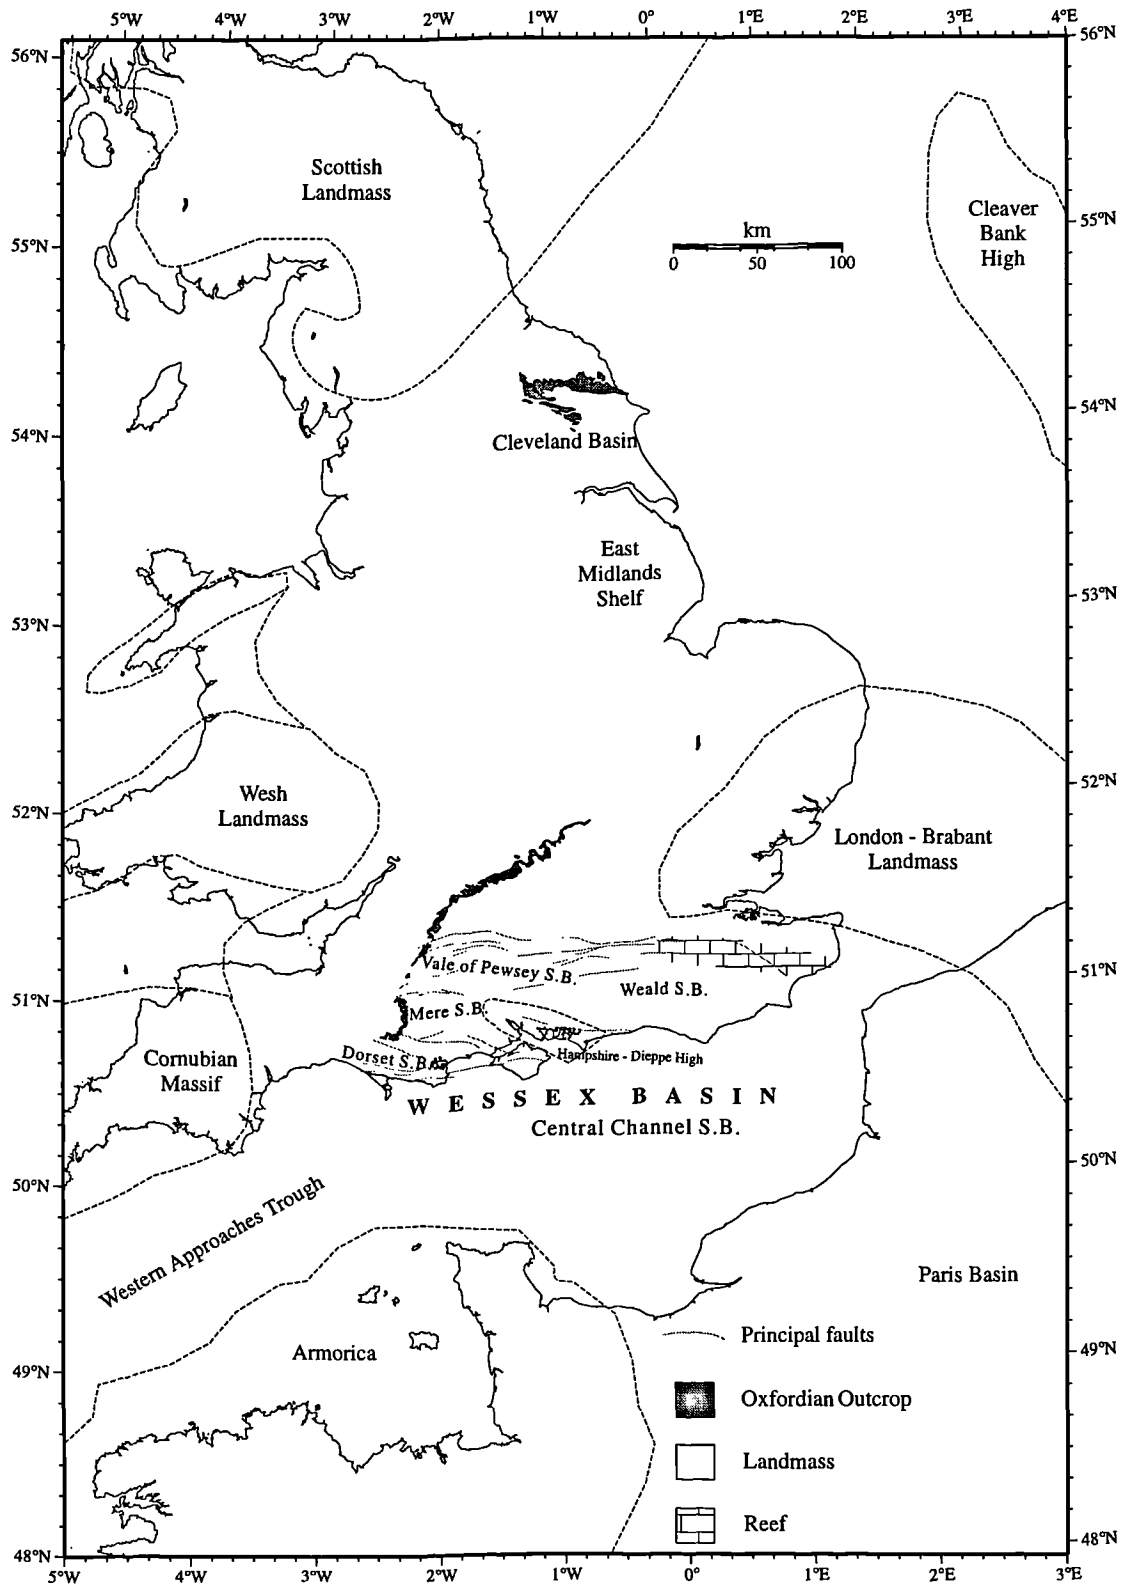 5°W 4°W 3°W 2°W 1°W 0° 1°E 2°E 3°E 4°E
56°N 56°N
Scottish
Landmass
Cleaver
Bank
High
km
0 50 100
55°N 55°N
54°N 54°N
Cleveland Basin
East
Midlands
Shelf
53°N 53°N
Wesh
Landmass
52°N 52°N
London - Brabant
Landmass
Vale of Pewsey S.B.
Weald S.B.
51°N 51°N
Mere S.B.
Cornubian
Massif
Dorset S.B.
Hampshire - Dieppe High
WESSEX BASIN
Central Channel S.B.
50°N 50°N
Western Approaches Trough
Paris Basin
Principal faults
Armorica
49°N 49°N
Oxfordian Outcrop
Landmass
Reef
48°N 48°N
5°W 4°W 3°W 2°W 1°W 0° 1°E 2°E 3°E